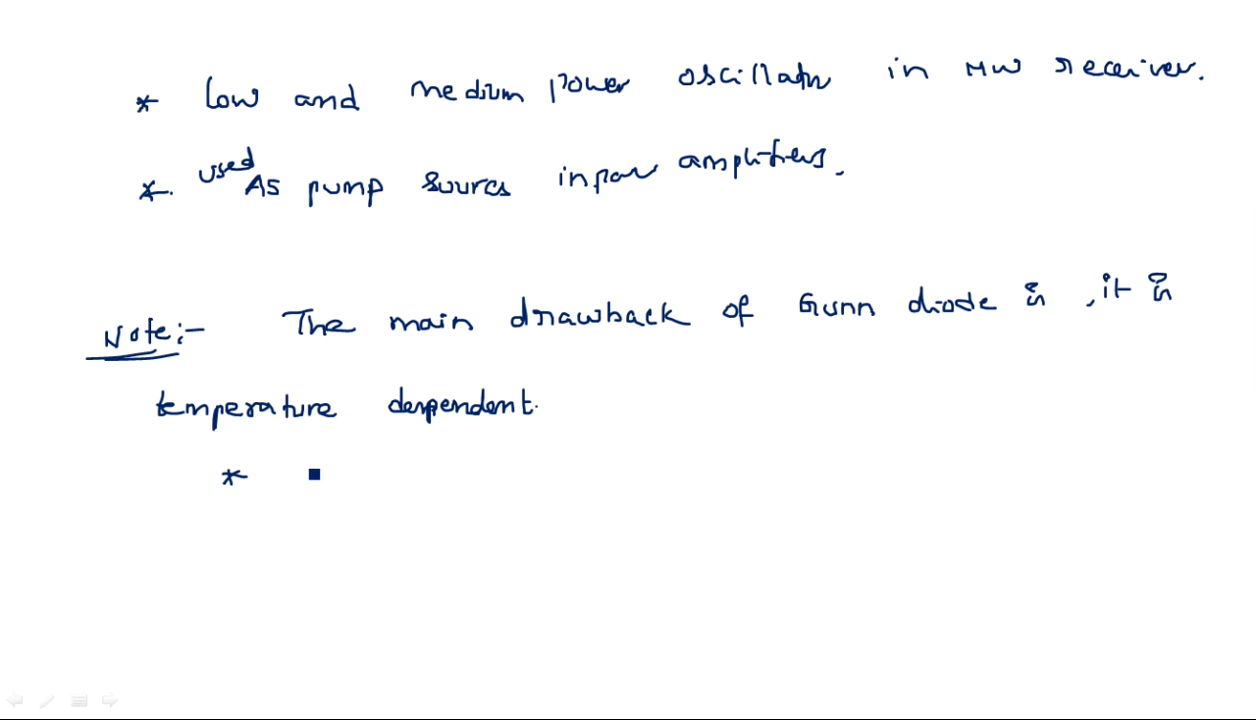 * Low and medium power oscillator in MW receiver.
*. used As pump source in par amplifiers.
Note:- The main drawback of Gunn diode is , it is
temperature despendent.
*